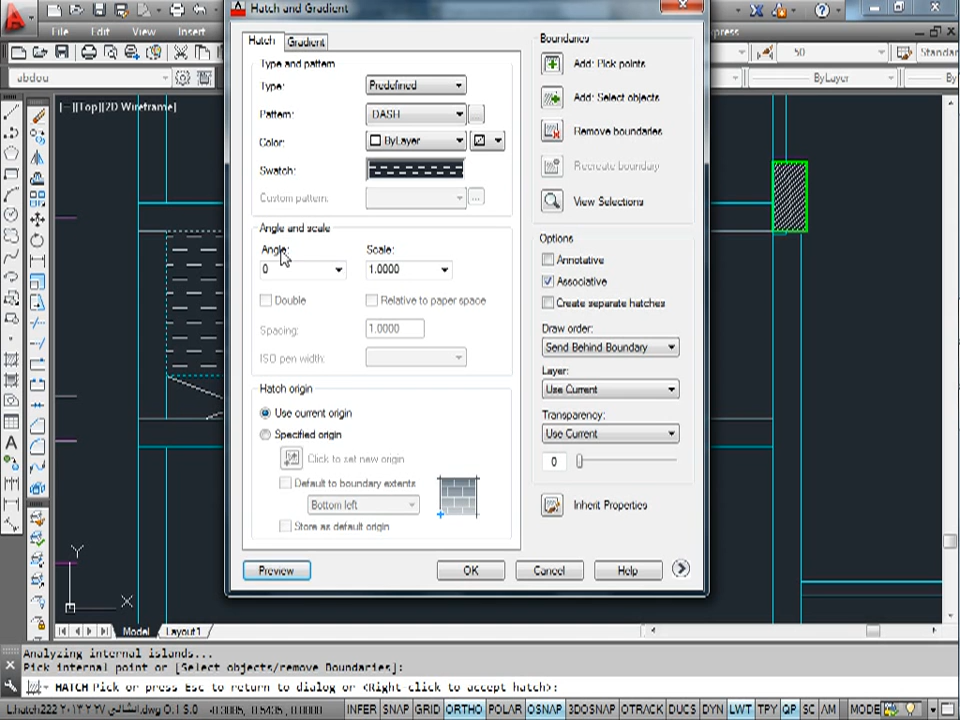 Hatch and Gradient
File Edit View Insert press
50 Standar
abdou ByLayer By
[-][Top][2D Wireframe]
Hatch Gradient
Type and pattern
Type: Predefined
Pattern: DASH
Color: ByLayer
Swatch:
Custom pattern:
Angle and scale
Angle: Scale:
0 1.0000
Double Relative to paper space
Spacing: 1.0000
ISO pen width:
Hatch origin
Use current origin
Specified origin
Click to set new origin
Default to boundary extents
Bottom left
Store as default origin
Boundaries
Add: Pick points
Add: Select objects
Remove boundaries
Recreate boundary
View Selections
Options
Annotative
Associative
Create separate hatches
Draw order:
Send Behind Boundary
Layer:
Use Current
Transparency:
Use Current
0
Inherit Properties
Preview OK Cancel Help
Y
X
Model Layout1
Analyzing internal islands...
Pick internal point or [Select objects/remove Boundaries]:
HATCH Pick or press Esc to return to dialog or <Right click to accept hatch>:
INFER SNAP GRID ORTHO POLAR OSNAP 3DOSNAP OTRACK DUCS DYN LWT TPY QP SC AM MODE